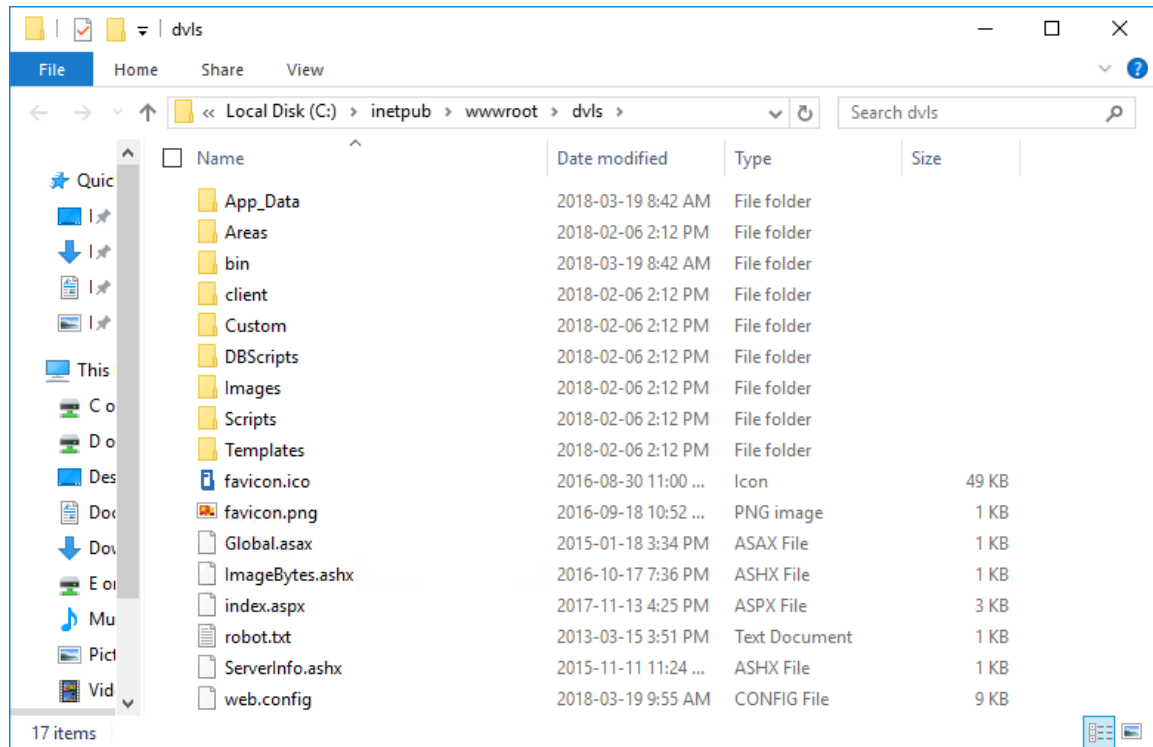 dvls
File Home Share View
« Local Disk (C:) › inetpub › wwwroot › dvls › Search dvls
Name Date modified Type Size
Quic
App_Data 2018-03-19 8:42 AM File folder
Areas 2018-02-06 2:12 PM File folder
bin 2018-03-19 8:42 AM File folder
client 2018-02-06 2:12 PM File folder
Custom 2018-02-06 2:12 PM File folder
DBScripts 2018-02-06 2:12 PM File folder
This
Images 2018-02-06 2:12 PM File folder
C o
Scripts 2018-02-06 2:12 PM File folder
D o
Templates 2018-02-06 2:12 PM File folder
Des
favicon.ico 2016-08-30 11:00 ... Icon 49 KB
Doc
favicon.png 2016-09-18 10:52 ... PNG image 1 KB
Dov
Global.asax 2015-01-18 3:34 PM ASAX File 1 KB
E or
ImageBytes.ashx 2016-10-17 7:36 PM ASHX File 1 KB
index.aspx 2017-11-13 4:25 PM ASPX File 3 KB
Mu
robot.txt 2013-03-15 3:51 PM Text Document 1 KB
Pict
ServerInfo.ashx 2015-11-11 11:24 ... ASHX File 1 KB
Vid
web.config 2018-03-19 9:55 AM CONFIG File 9 KB
17 items